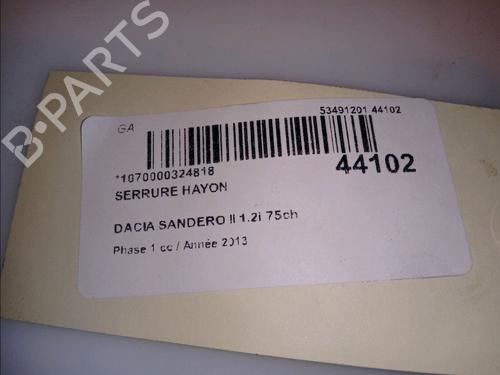 GA
53491201 44102
*1070000324818
44102
SERRURE HAYON
DACIA SANDERO II 1.2i 75ch
Phase 1 cc / Année 2013
B-PARTS